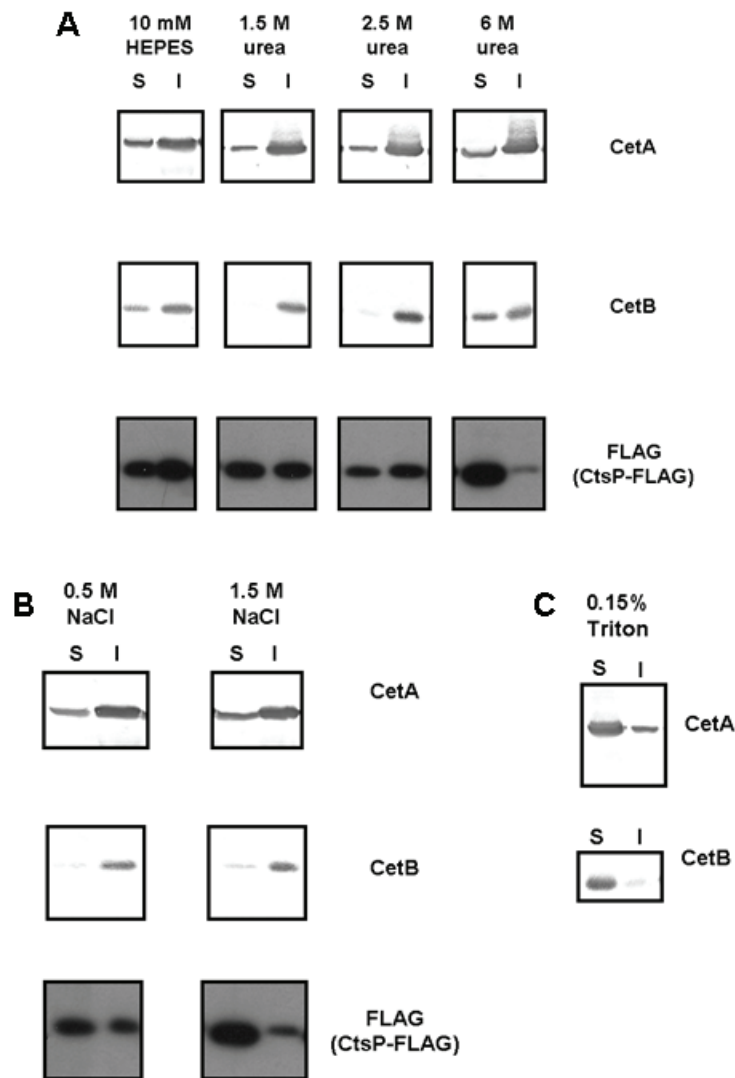 A
10 mM
HEPES
1.5 M
urea
2.5 M
urea
6 M
urea
S I S I S I S I
CetA
CetB
FLAG
(CtsP-FLAG)
B
0.5 M
NaCl
1.5 M
NaCl
S I S I
CetA
CetB
FLAG
(CtsP-FLAG)
C
0.15%
Triton
S I
CetA
S I
CetB